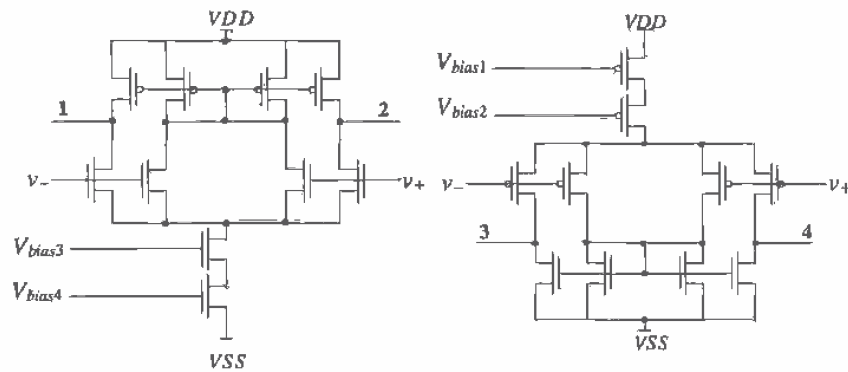 VDD
1
2
v-
v+
Vbias3
Vbias4
VSS
VDD
Vbias1
Vbias2
v-
v+
3
4
VSS